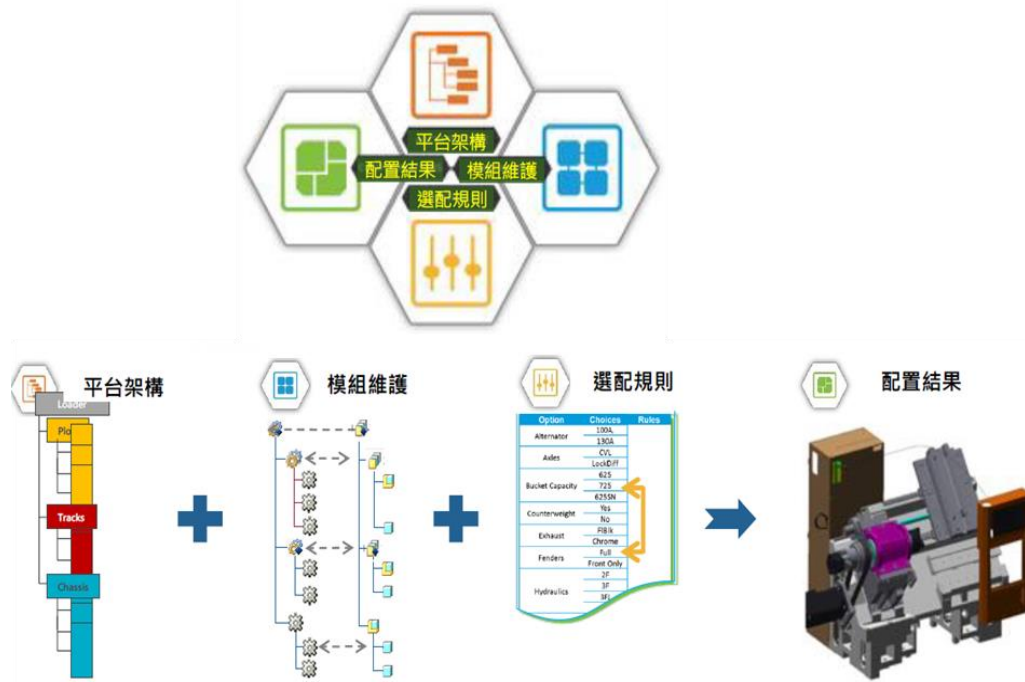 平台架構
配置結果
模組維護
選配規則
平台架構
模組維護
選配規則
配置結果
Loader
Plo
Tracks
Chassis
Option Choices Rules
Alternator
100A
130A
Axles
CVL
LockDiff
Bucket Capacity
625
725
625SN
Counterweight
Yes
No
Exhaust
FlBlk
Chrome
Fenders
Full
Front Only
Hydraulics
2F
3F
3FL